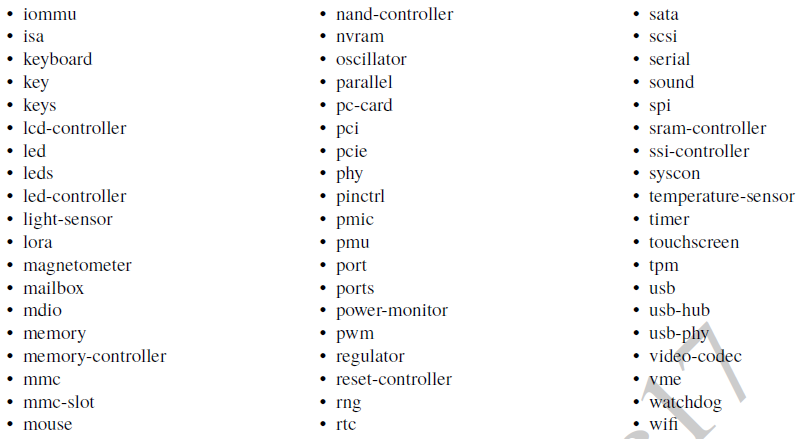 • iommu
• isa
• keyboard
• key
• keys
• lcd-controller
• led
• leds
• led-controller
• light-sensor
• lora
• magnetometer
• mailbox
• mdio
• memory
• memory-controller
• mmc
• mmc-slot
• mouse
• nand-controller
• nvram
• oscillator
• parallel
• pc-card
• pci
• pcie
• phy
• pinctrl
• pmic
• pmu
• port
• ports
• power-monitor
• pwm
• regulator
• reset-controller
• rng
• rtc
• sata
• scsi
• serial
• sound
• spi
• sram-controller
• ssi-controller
• syscon
• temperature-sensor
• timer
• touchscreen
• tpm
• usb
• usb-hub
• usb-phy
• video-codec
• vme
• watchdog
• wifi